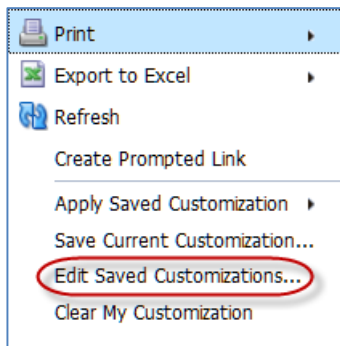 Print
Export to Excel
Refresh
Create Prompted Link
Apply Saved Customization
Save Current Customization...
Edit Saved Customizations...
Clear My Customization